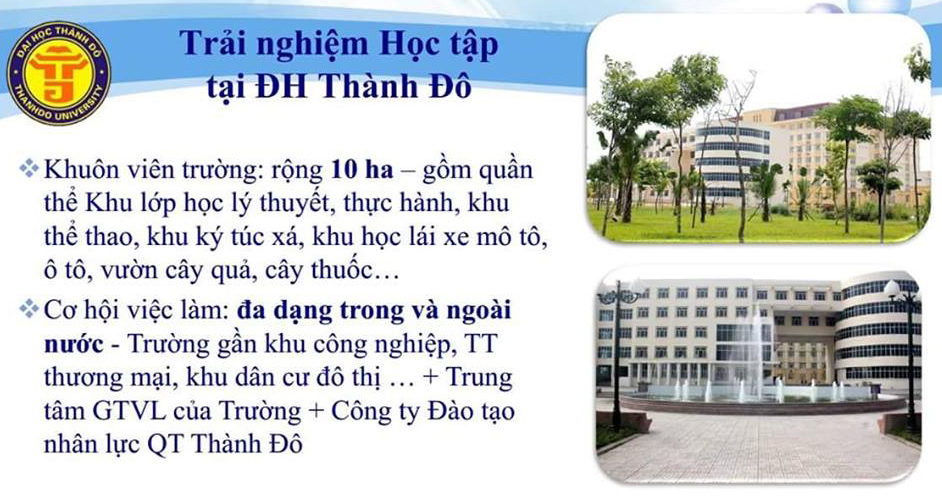 ĐẠI HỌC THÀNH ĐÔ
THANHDO UNIVERSITY
Trải nghiệm Học tập
tại ĐH Thành Đô
Khuôn viên trường: rộng 10 ha – gồm quần
thể Khu lớp học lý thuyết, thực hành, khu
thể thao, khu ký túc xá, khu học lái xe mô tô,
ô tô, vườn cây quả, cây thuốc…
Cơ hội việc làm: đa dạng trong và ngoài
nước - Trường gần khu công nghiệp, TT
thương mại, khu dân cư đô thị … + Trung
tâm GTVL của Trường + Công ty Đào tạo
nhân lực QT Thành Đô